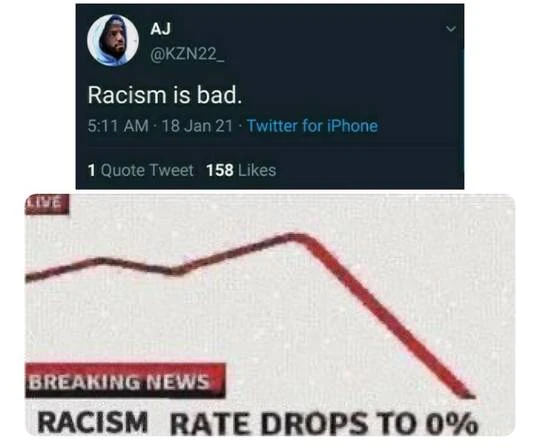 AJ
@KZN22_
Racism is bad.
5:11 AM · 18 Jan 21 · Twitter for iPhone
1 Quote Tweet 158 Likes
LIVE
BREAKING NEWS
RACISM RATE DROPS TO 0%